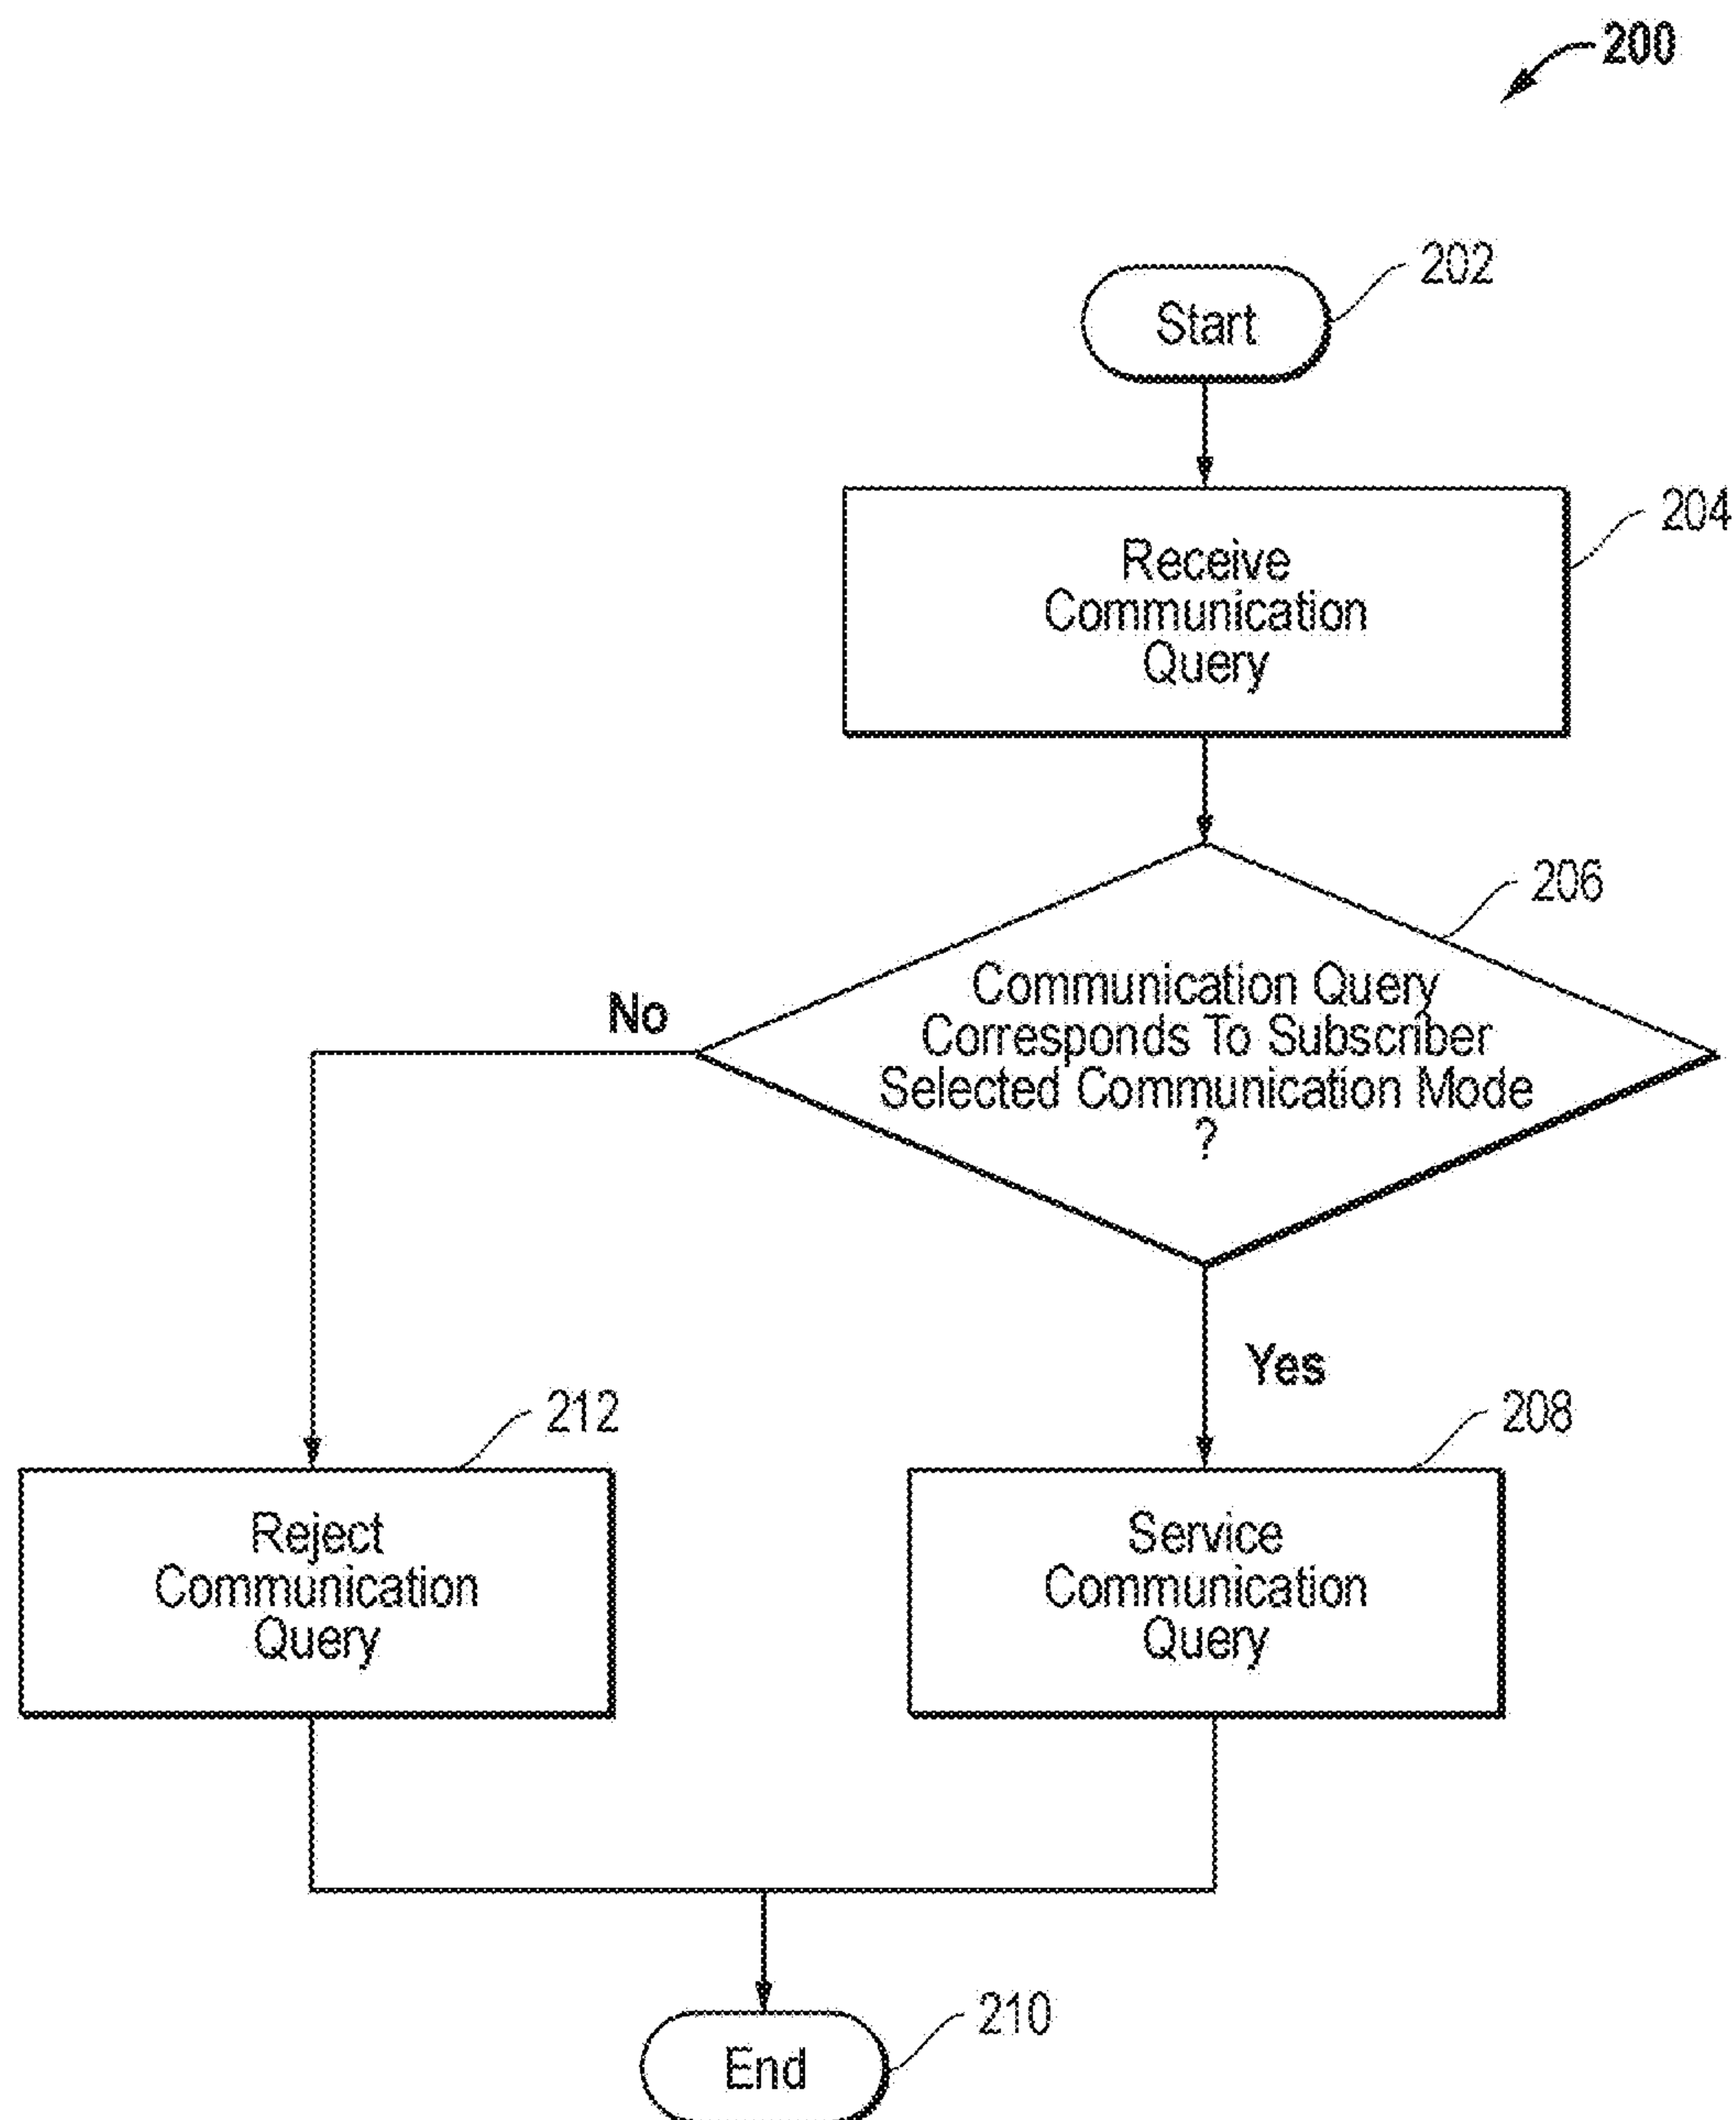 200
202
Start
204
Receive
Communication
Query
206
Communication Query
Corresponds To Subscriber
Selected Communication Mode
?
No
Yes
212
Reject
Communication
Query
208
Service
Communication
Query
210
End